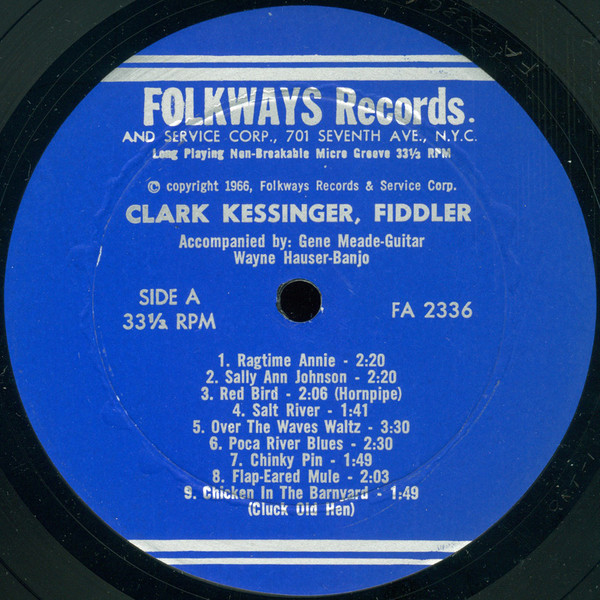 FOLKWAYS Records.
AND SERVICE CORP., 701 SEVENTH AVE., N.Y.C.
Long Playing Non-Breakable Micro Groove 33⅓ RPM
© copyright 1966, Folkways Records & Service Corp.
CLARK KESSINGER, FIDDLER
Accompanied by: Gene Meade-Guitar
Wayne Hauser-Banjo
SIDE A
33⅓ RPM
FA 2336
1. Ragtime Annie - 2:20
2. Sally Ann Johnson - 2:20
3. Red Bird - 2:06 (Hornpipe)
4. Salt River - 1:41
5. Over The Waves Waltz - 3:30
6. Poca River Blues - 2:30
7. Chinky Pin - 1:49
8. Flap-Eared Mule - 2:03
9. Chicken In The Barnyard - 1:49
(Cluck Old Hen)